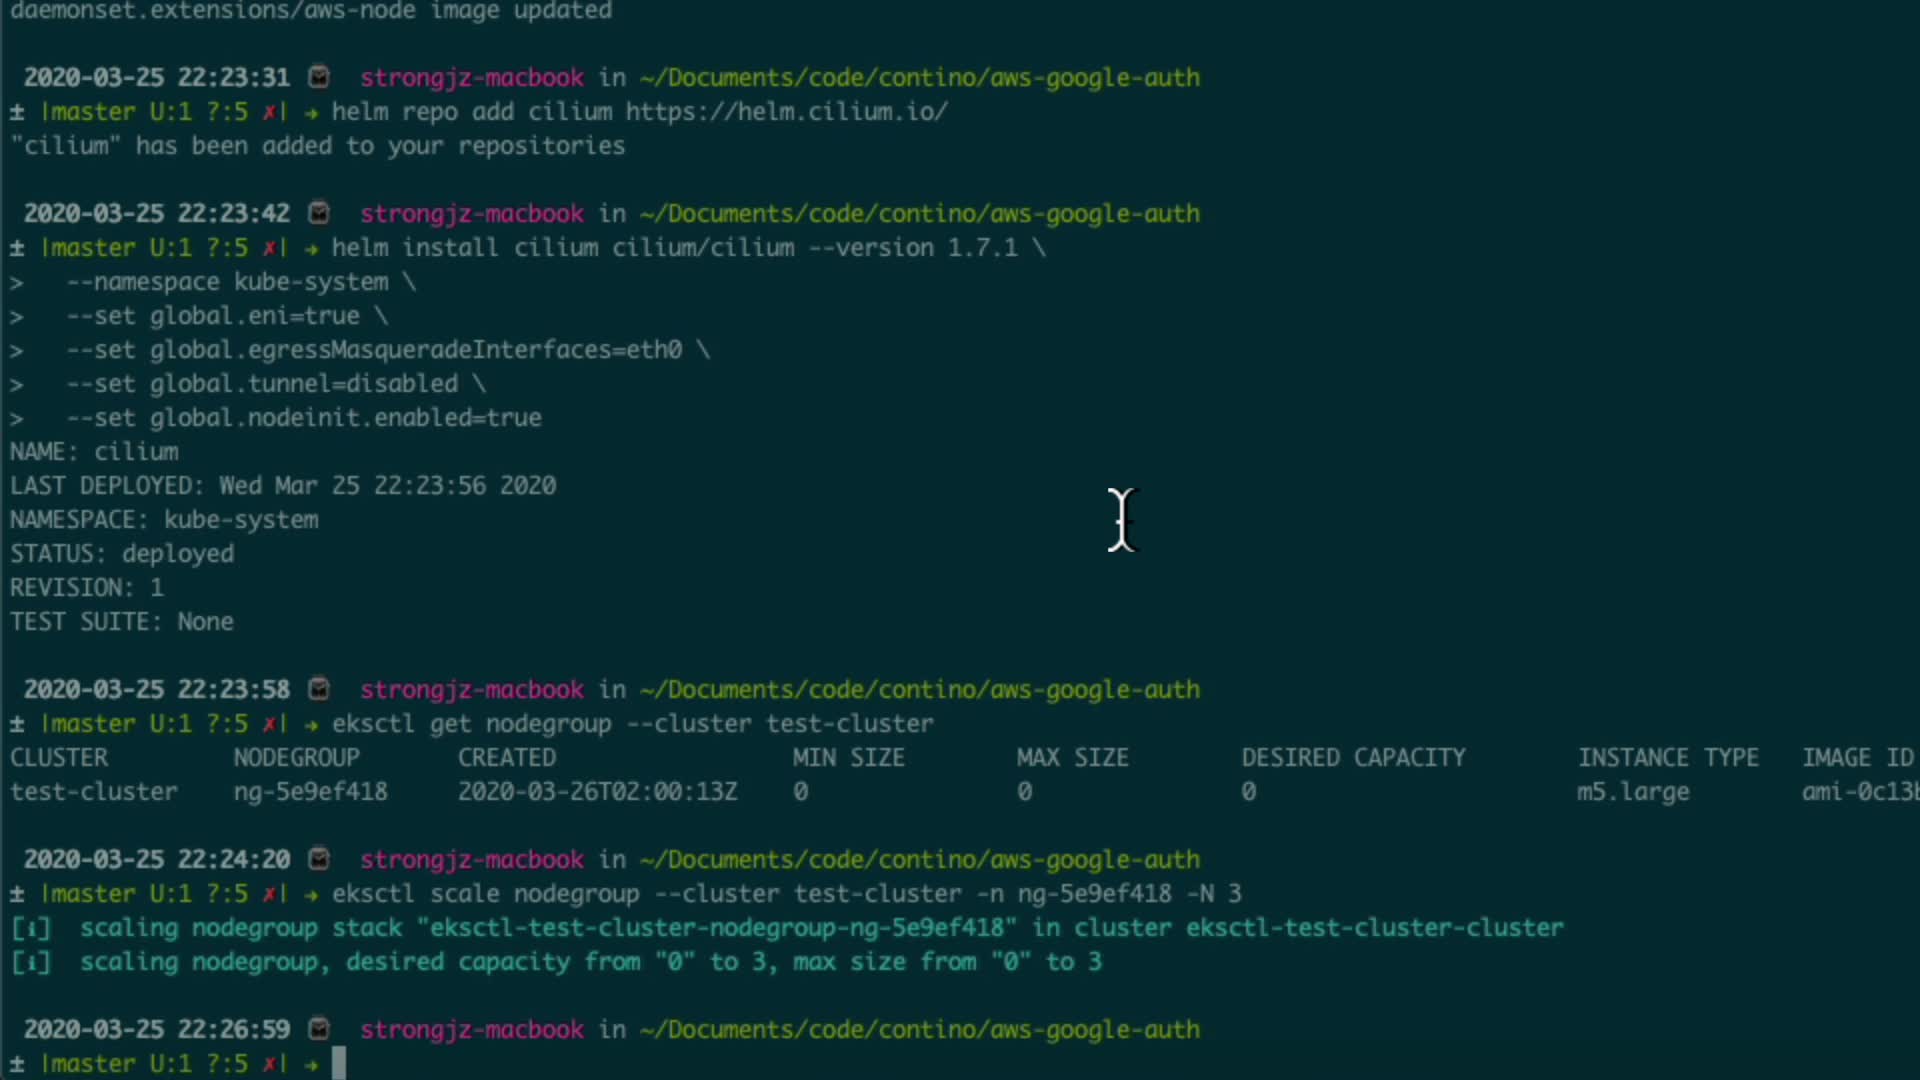 daemonset.extensions/aws-node image updated
2020-03-25 22:23:31 strongjz-macbook in ~/Documents/code/contino/aws-google-auth
± |master U:1 ?:5 ✗| → helm repo add cilium https://helm.cilium.io/
"cilium" has been added to your repositories
2020-03-25 22:23:42 strongjz-macbook in ~/Documents/code/contino/aws-google-auth
± |master U:1 ?:5 ✗| → helm install cilium cilium/cilium --version 1.7.1 \
>   --namespace kube-system \
>   --set global.eni=true \
>   --set global.egressMasqueradeInterfaces=eth0 \
>   --set global.tunnel=disabled \
>   --set global.nodeinit.enabled=true
NAME: cilium
LAST DEPLOYED: Wed Mar 25 22:23:56 2020
NAMESPACE: kube-system
STATUS: deployed
REVISION: 1
TEST SUITE: None
2020-03-25 22:23:58 strongjz-macbook in ~/Documents/code/contino/aws-google-auth
± |master U:1 ?:5 ✗| → eksctl get nodegroup --cluster test-cluster
CLUSTER NODEGROUP CREATED MIN SIZE MAX SIZE DESIRED CAPACITY INSTANCE TYPE IMAGE ID
test-cluster ng-5e9ef418 2020-03-26T02:00:13Z 0 0 0 m5.large ami-0c13b
2020-03-25 22:24:20 strongjz-macbook in ~/Documents/code/contino/aws-google-auth
± |master U:1 ?:5 ✗| → eksctl scale nodegroup --cluster test-cluster -n ng-5e9ef418 -N 3
[ℹ]  scaling nodegroup stack "eksctl-test-cluster-nodegroup-ng-5e9ef418" in cluster eksctl-test-cluster-cluster
[ℹ]  scaling nodegroup, desired capacity from "0" to 3, max size from "0" to 3
2020-03-25 22:26:59 strongjz-macbook in ~/Documents/code/contino/aws-google-auth
± |master U:1 ?:5 ✗| →